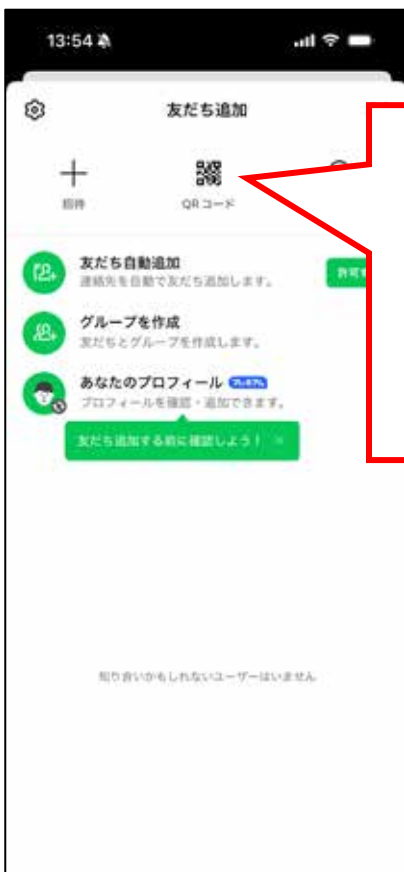 13:54
友だち追加
招待
QRコード
友だち自動追加
連絡先を自動で友だち追加します。
許可す
グループを作成
友だちとグループを作成します。
あなたのプロフィール
プロフィールを確認・追加できます。
友だち追加する前に確認しよう！ ×
知り合いかもしれないユーザーはいません